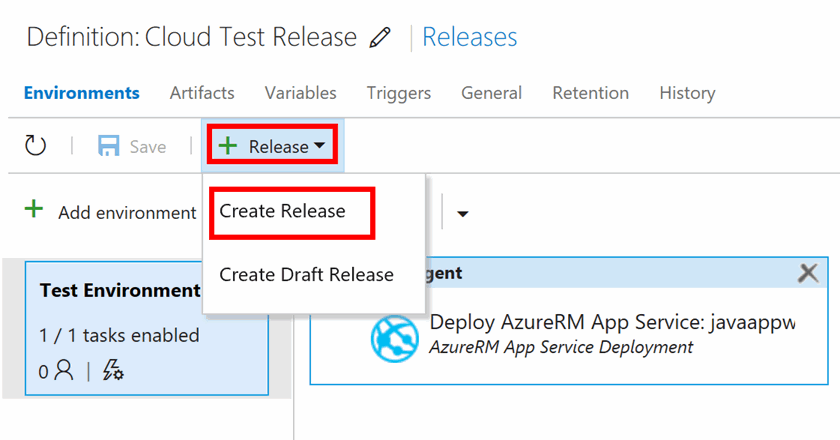 Definition: Cloud Test Release | Releases
Environments Artifacts Variables Triggers General Retention History
Save + Release
+ Add environment
Create Release
Create Draft Release
Test Environment
1 / 1 tasks enabled
0
gent
Deploy AzureRM App Service: javaappw
AzureRM App Service Deployment